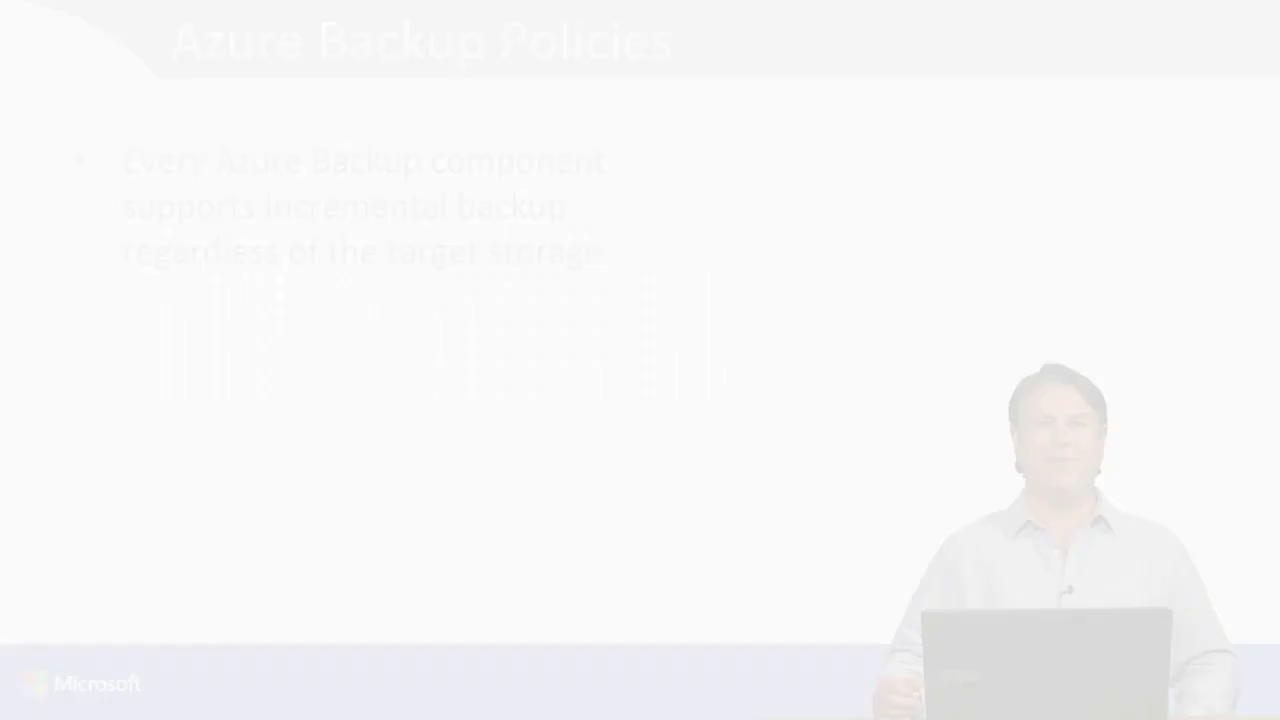 Azure Backup Policies
• Every Azure Backup component
supports incremental backup
regardless of the target storage
Microsoft